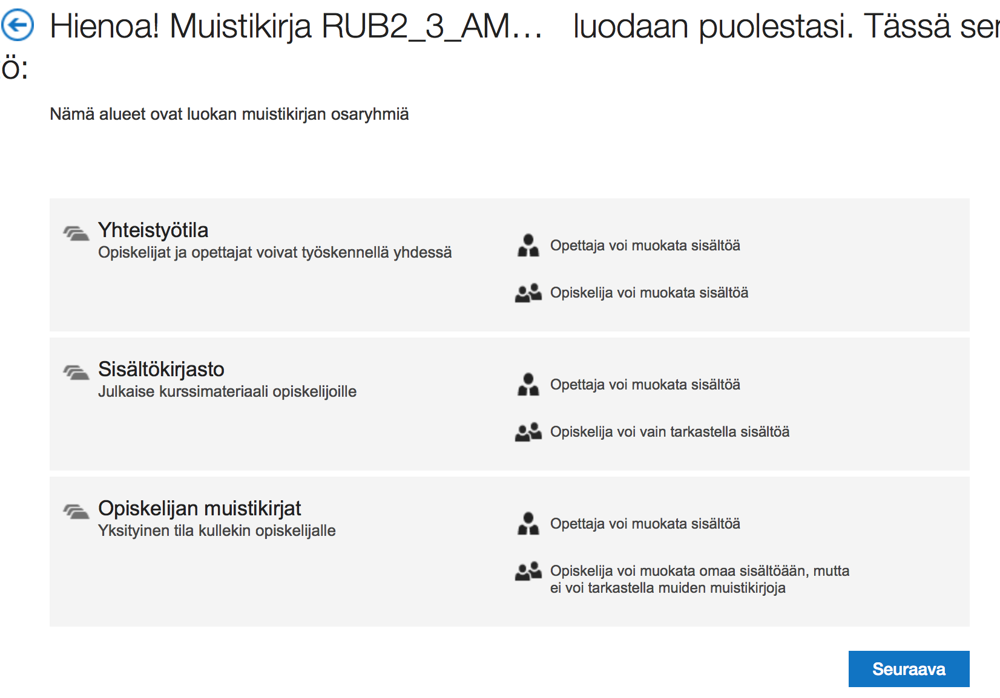 Hienoa! Muistikirja RUB2_3_AM... luodaan puolestasi. Tässä
ö:
Nämä alueet ovat luokan muistikirjan osaryhmiä
Yhteistyötila
Opiskelijat ja opettajat voivat työskennellä yhdessä
Opettaja voi muokata sisältöä
Opiskelija voi muokata sisältöä
Sisältökirjasto
Julkaise kurssimateriaali opiskelijoille
Opettaja voi muokata sisältöä
Opiskelija voi vain tarkastella sisältöä
Opiskelijan muistikirjat
Yksityinen tila kullekin opiskelijalle
Opettaja voi muokata sisältöä
Opiskelija voi muokata omaa sisältöään, mutta
ei voi tarkastella muiden muistikirjoja
Seuraava